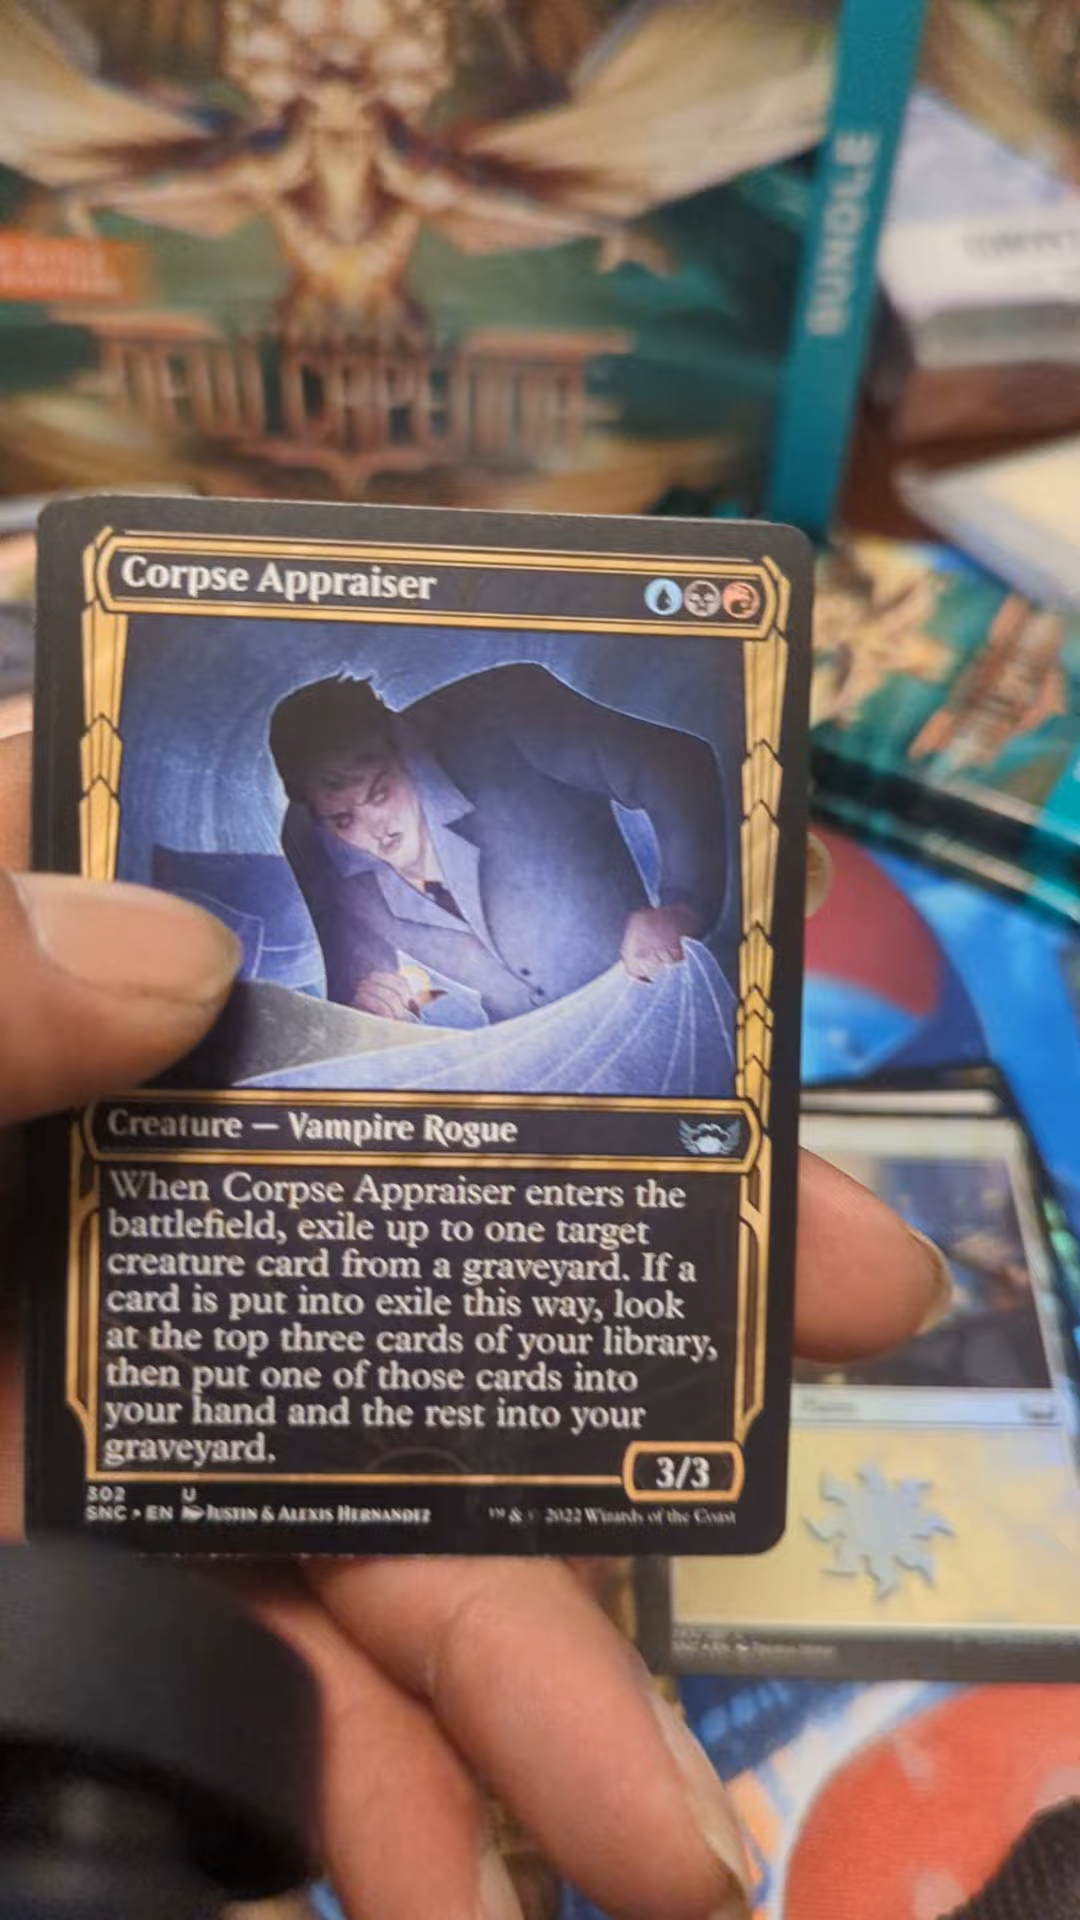 BUNDLE
NEW CAPENNA
Corpse Appraiser
Creature — Vampire Rogue
When Corpse Appraiser enters the
battlefield, exile up to one target
creature card from a graveyard. If a
card is put into exile this way, look
at the top three cards of your library,
then put one of those cards into
your hand and the rest into your
graveyard.
3/3
302 U
SNC • EN JUSTIN & ALEXIS HERNANDEZ
™ & © 2022 Wizards of the Coast